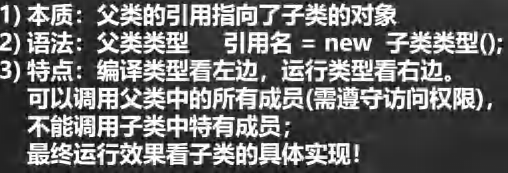 1) 本质：父类的引用指向了子类的对象
2) 语法：父类类型 引用名 = new 子类类型();
3) 特点：编译类型看左边，运行类型看右边。
可以调用父类中的所有成员(需遵守访问权限)，
不能调用子类中特有成员；
最终运行效果看子类的具体实现！